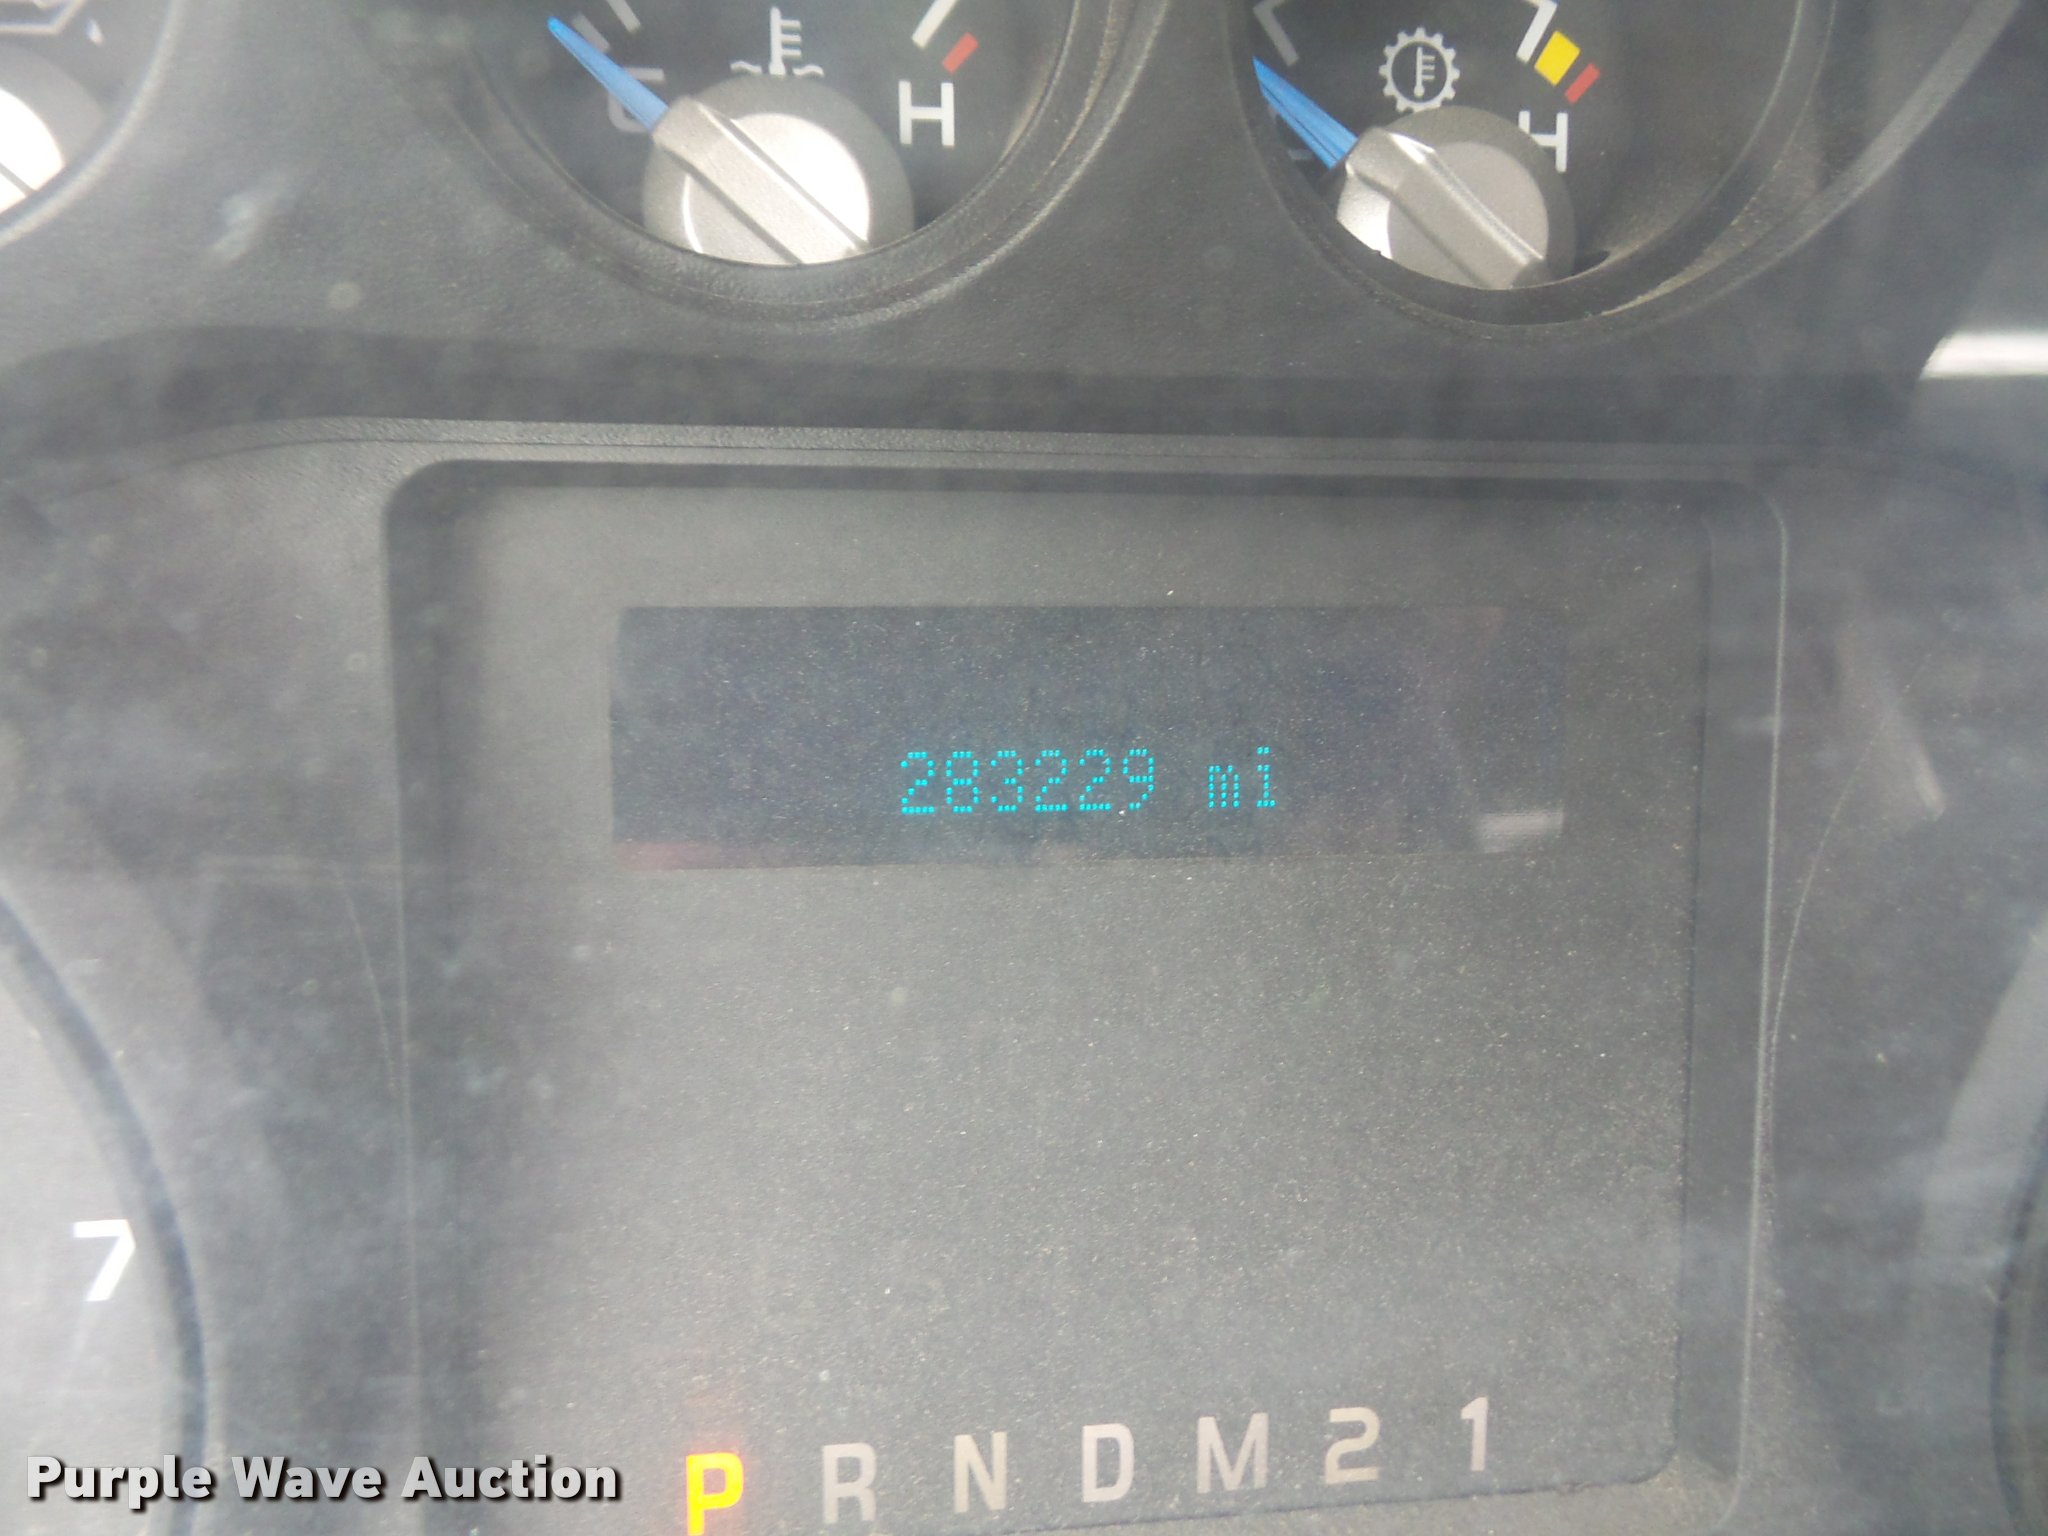 C H
C H
283229 mi
7
P R N D M 2 1
Purple Wave Auction